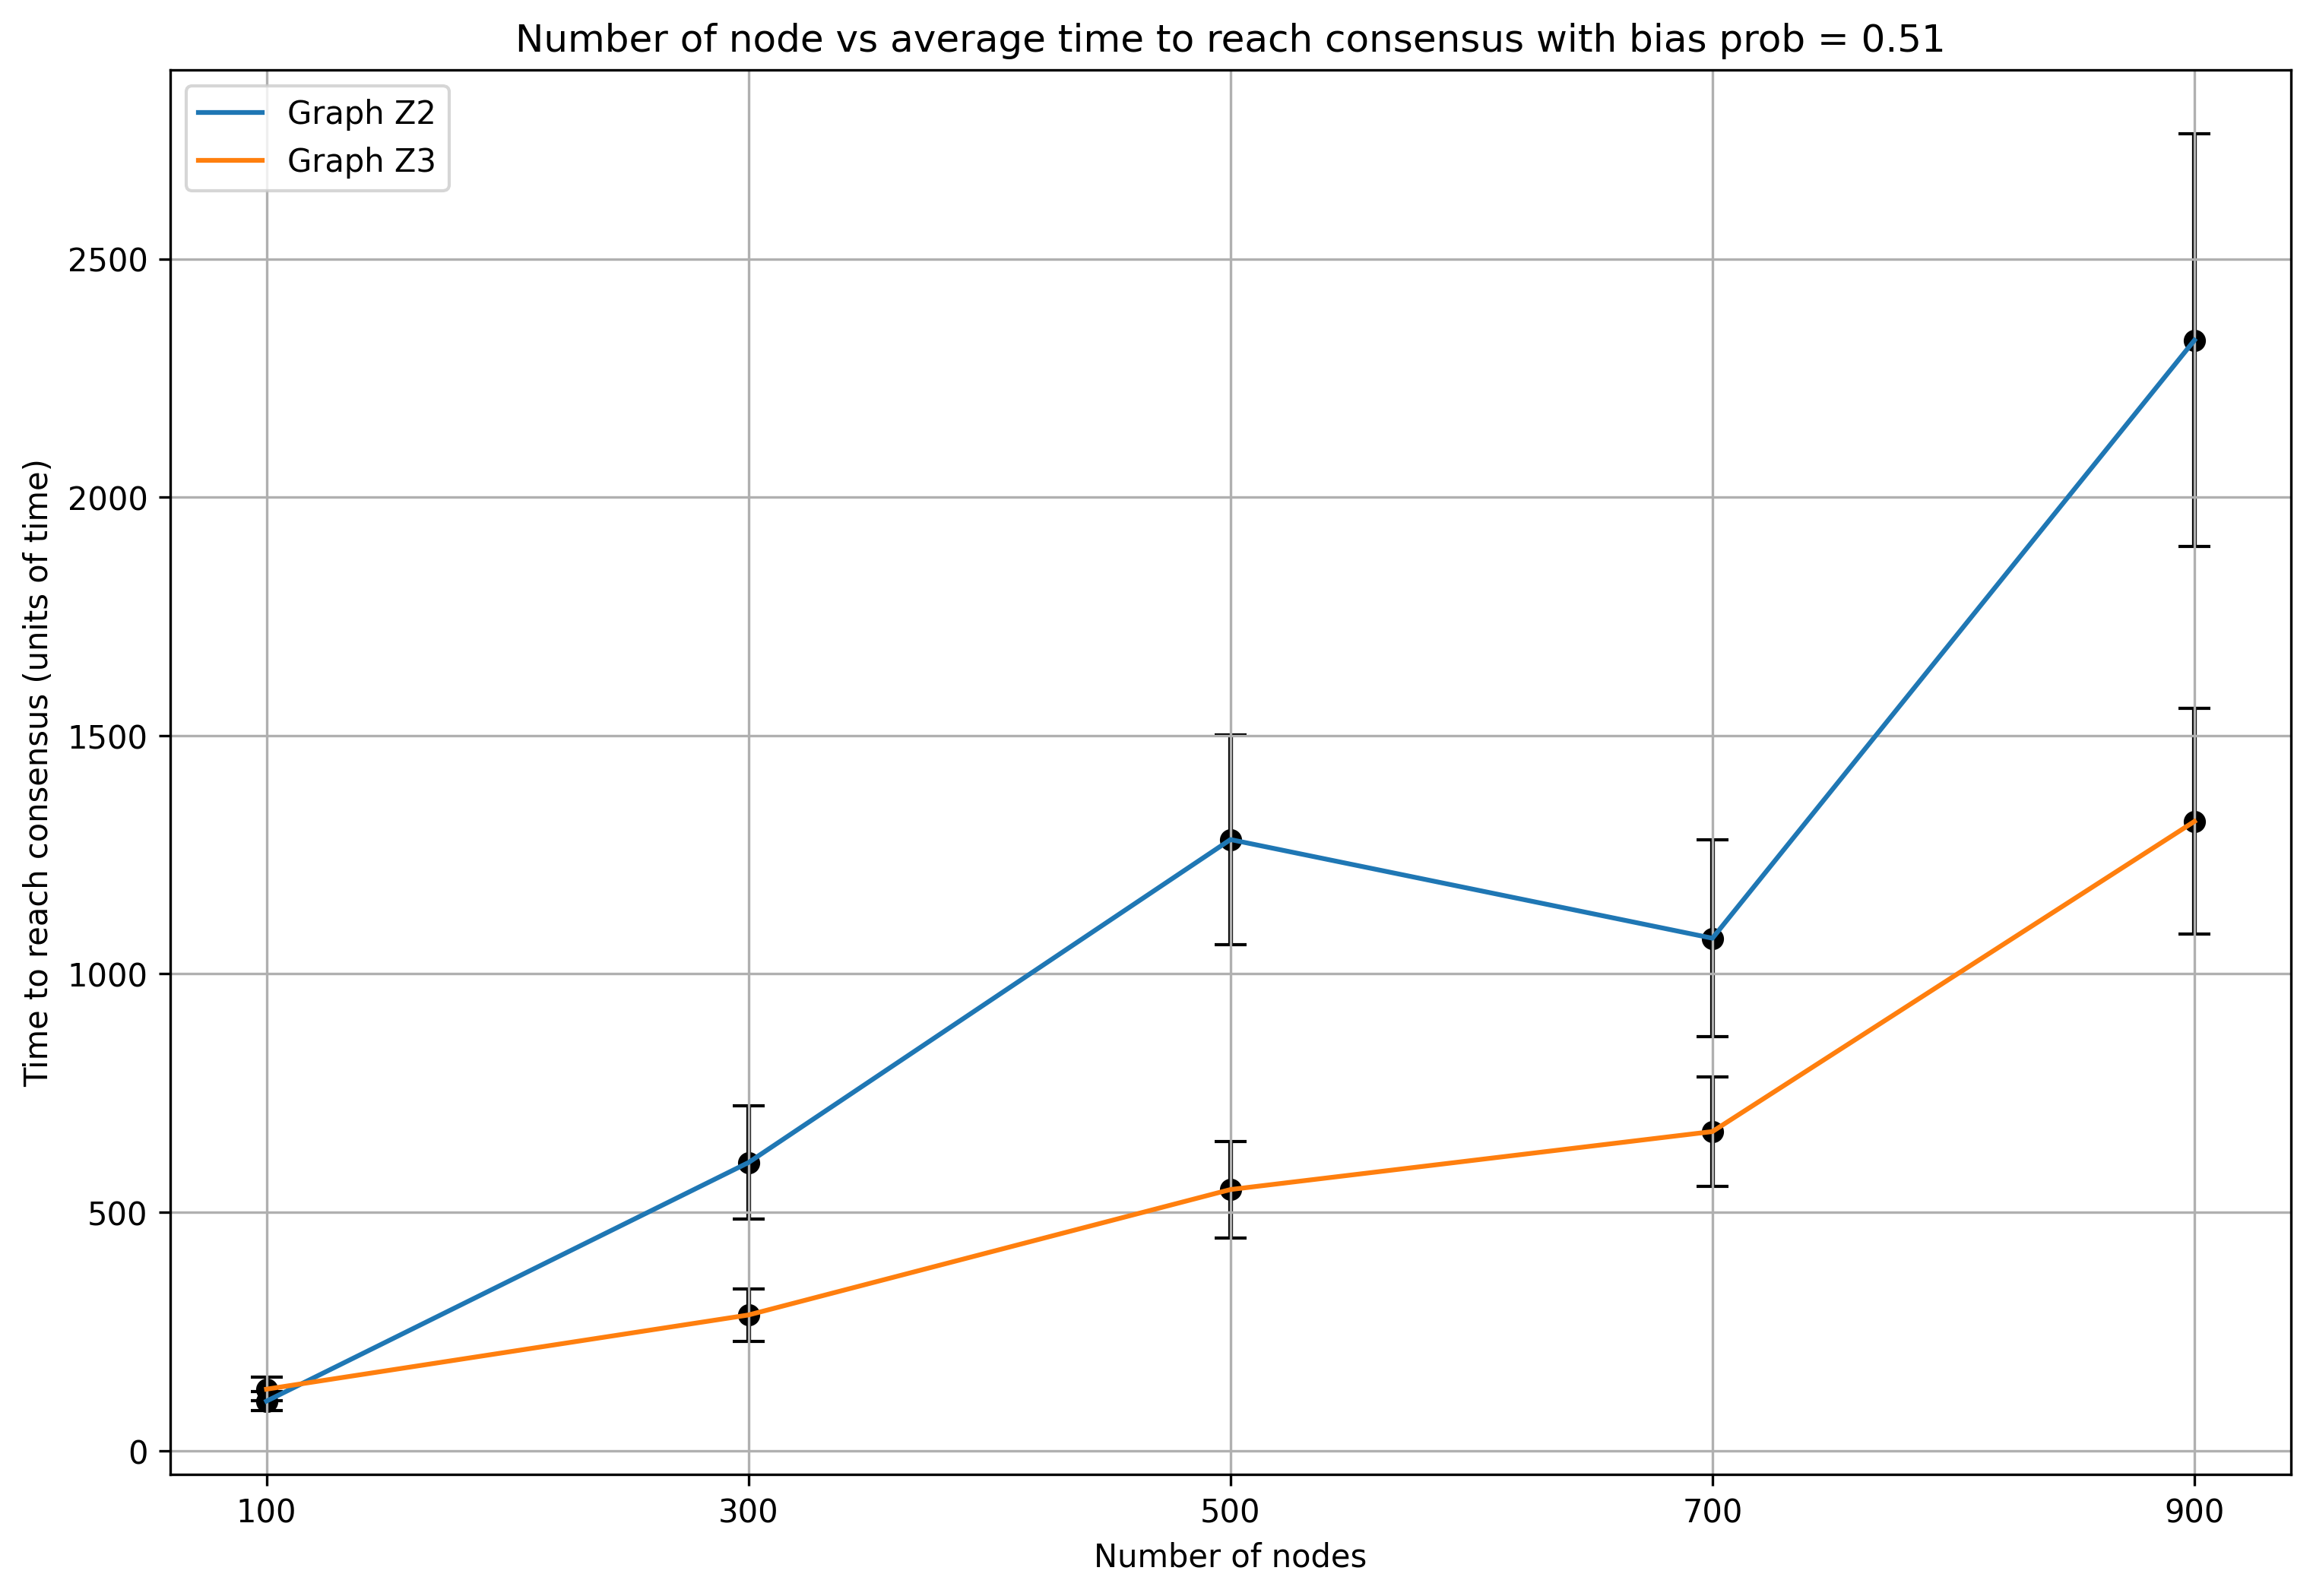 Number of node vs average time to reach consensus with bias prob = 0.51
Graph Z2
Graph Z3
Time to reach consensus (units of time)
2500
2000
1500
1000
500
0
100 300 500 700 900
Number of nodes